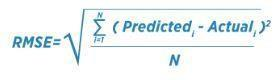 RMSE = √ Σ_{i=1}^{N} ( Predicted_i - Actual_i )² / N